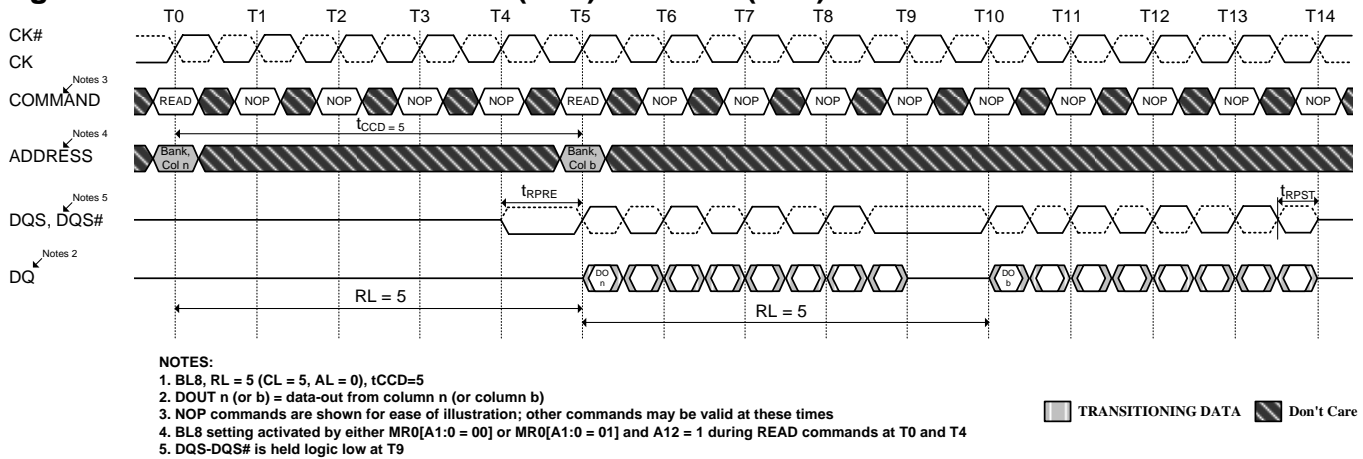 T0 T1 T2 T3 T4 T5 T6 T7 T8 T9 T10 T11 T12 T13 T14
CK#
CK
Notes 3
COMMAND
READ NOP NOP NOP NOP READ NOP NOP NOP NOP NOP NOP NOP NOP NOP
tCCD = 5
Notes 4
ADDRESS
Bank, Col n
Bank, Col b
tRPRE
tRPST
Notes 5
DQS, DQS#
Notes 2
DQ
DO n
DO b
RL = 5
RL = 5
NOTES:
1. BL8, RL = 5 (CL = 5, AL = 0), tCCD=5
2. DOUT n (or b) = data-out from column n (or column b)
3. NOP commands are shown for ease of illustration; other commands may be valid at these times
4. BL8 setting activated by either MR0[A1:0 = 00] or MR0[A1:0 = 01] and A12 = 1 during READ commands at T0 and T4
5. DQS-DQS# is held logic low at T9
TRANSITIONING DATA
Don't Care